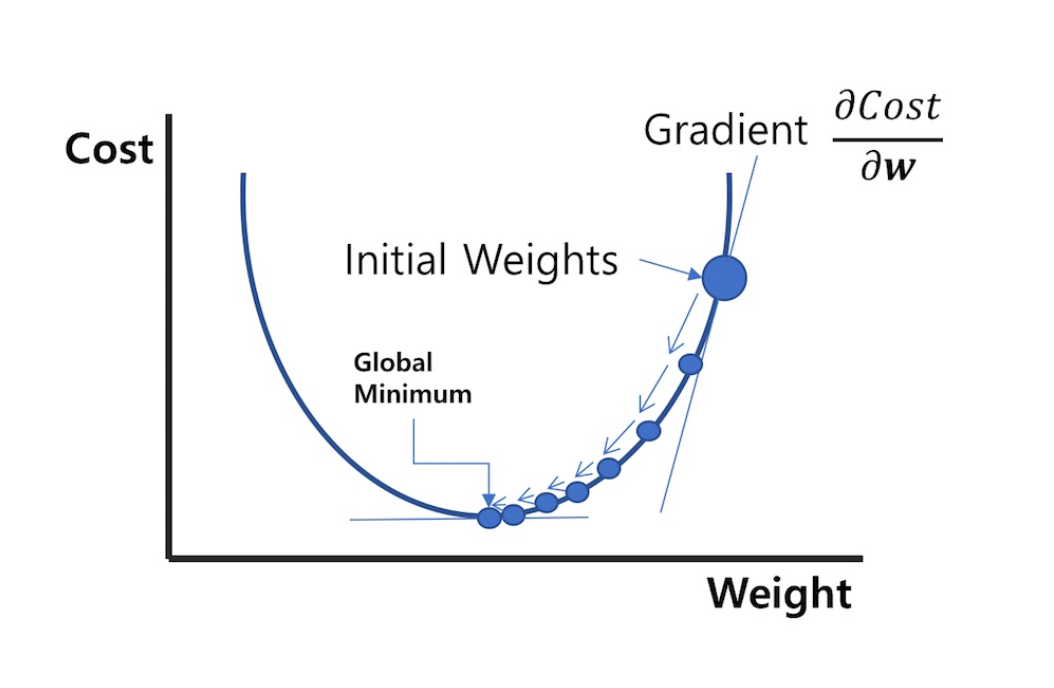 Cost
Gradient ∂Cost/∂w
Initial Weights
Global
Minimum
Weight